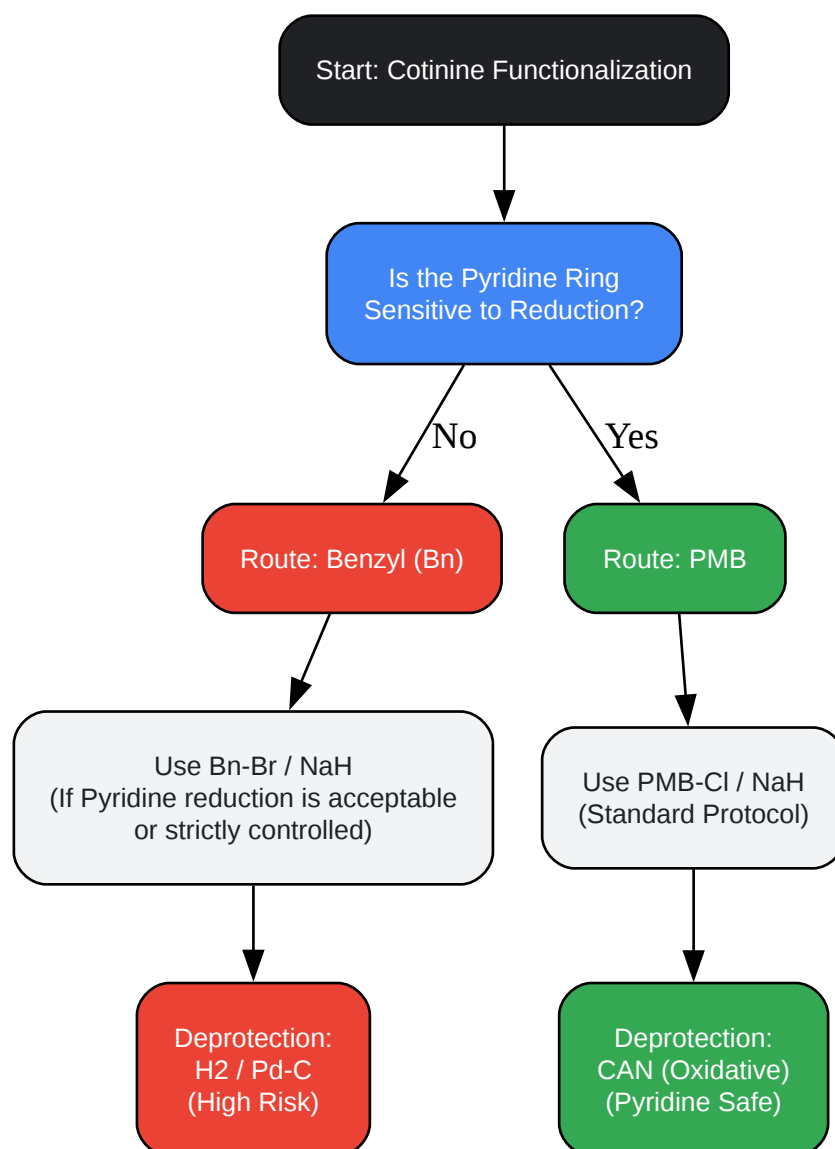 Start: Cotinine Functionalization
Is the Pyridine Ring
Sensitive to Reduction?
No
Yes
Route: Benzyl (Bn)
Route: PMB
Use Bn-Br / NaH
(If Pyridine reduction is acceptable
or strictly controlled)
Use PMB-Cl / NaH
(Standard Protocol)
Deprotection:
H2 / Pd-C
(High Risk)
Deprotection:
CAN (Oxidative)
(Pyridine Safe)